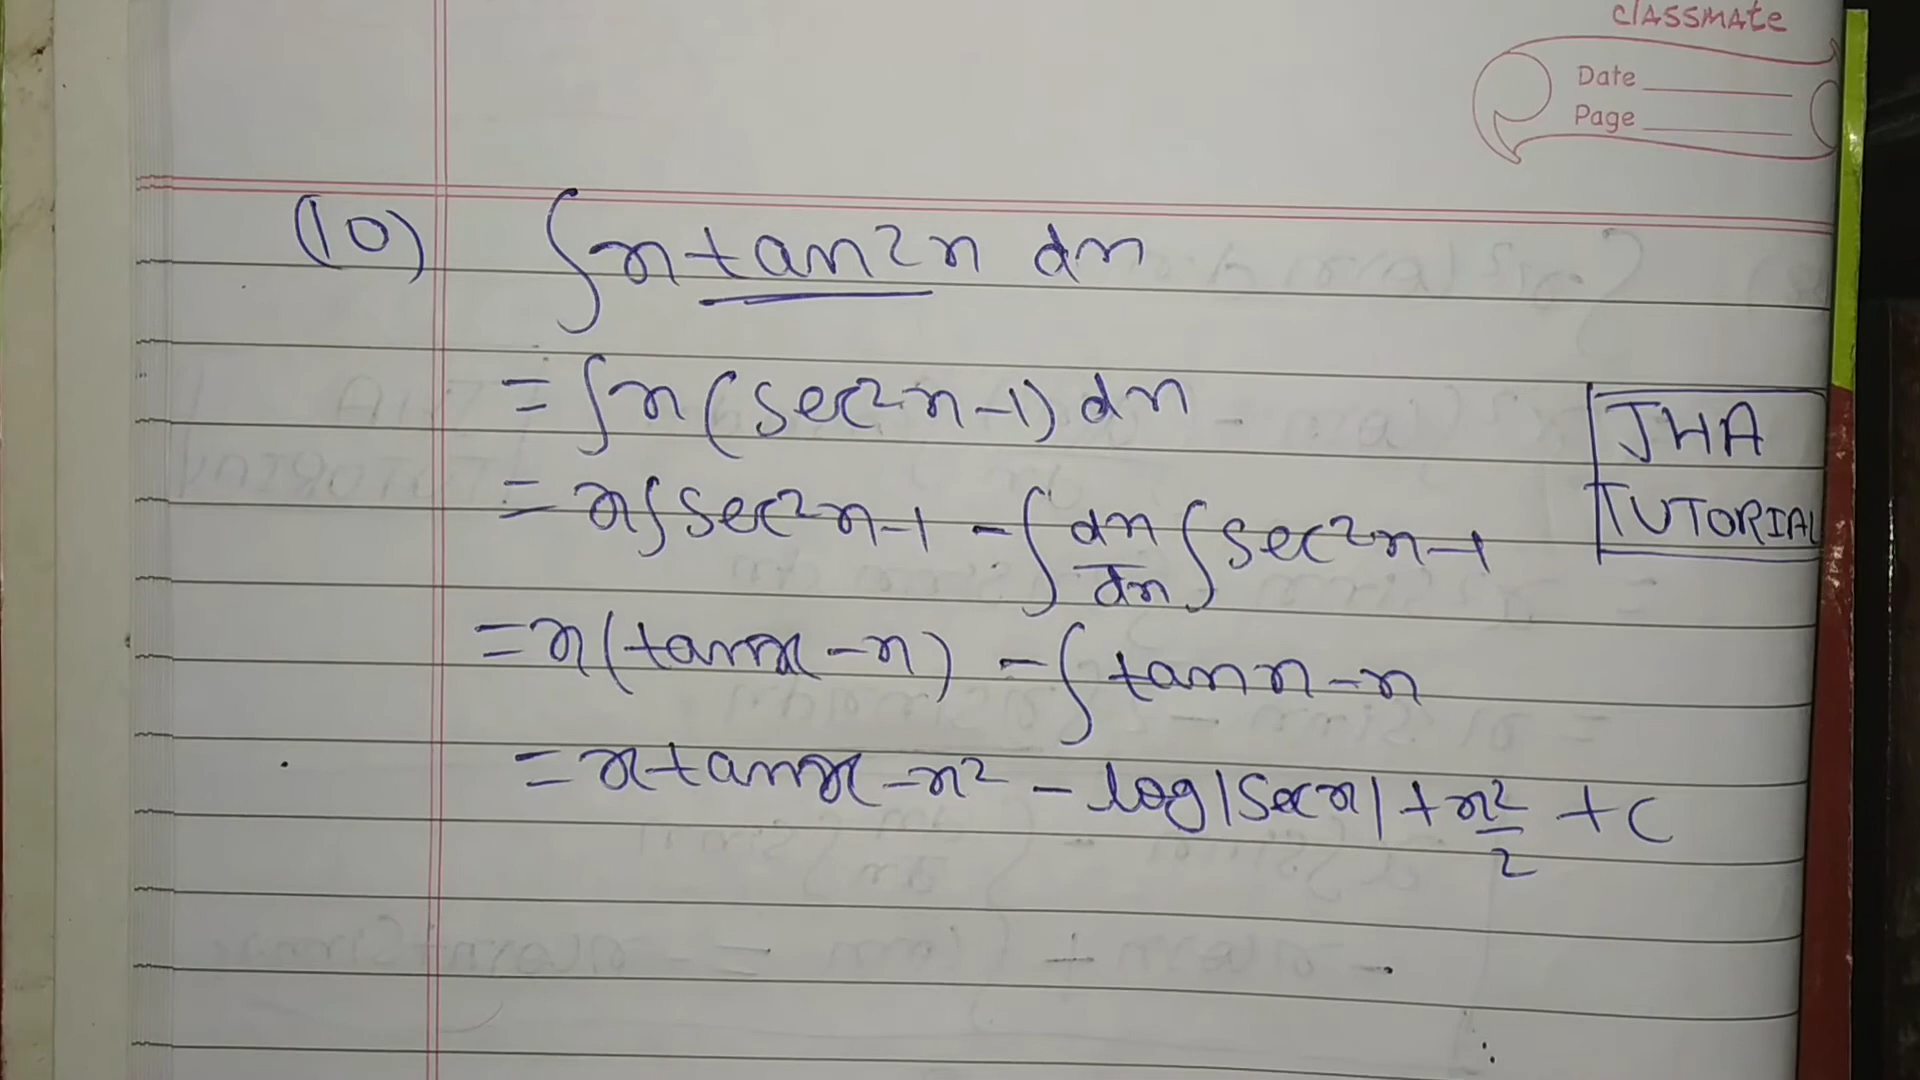 classmate
Date
Page
(10) ∫x tan²x dx
= ∫x(sec²x-1) dx
= x∫sec²x-1 - ∫dx/dx ∫sec²x-1
= x(tanx-x) - ∫tanx-x
= x tanx-x² - log|secx| + x²/2 + c
JHA
TUTORIAL